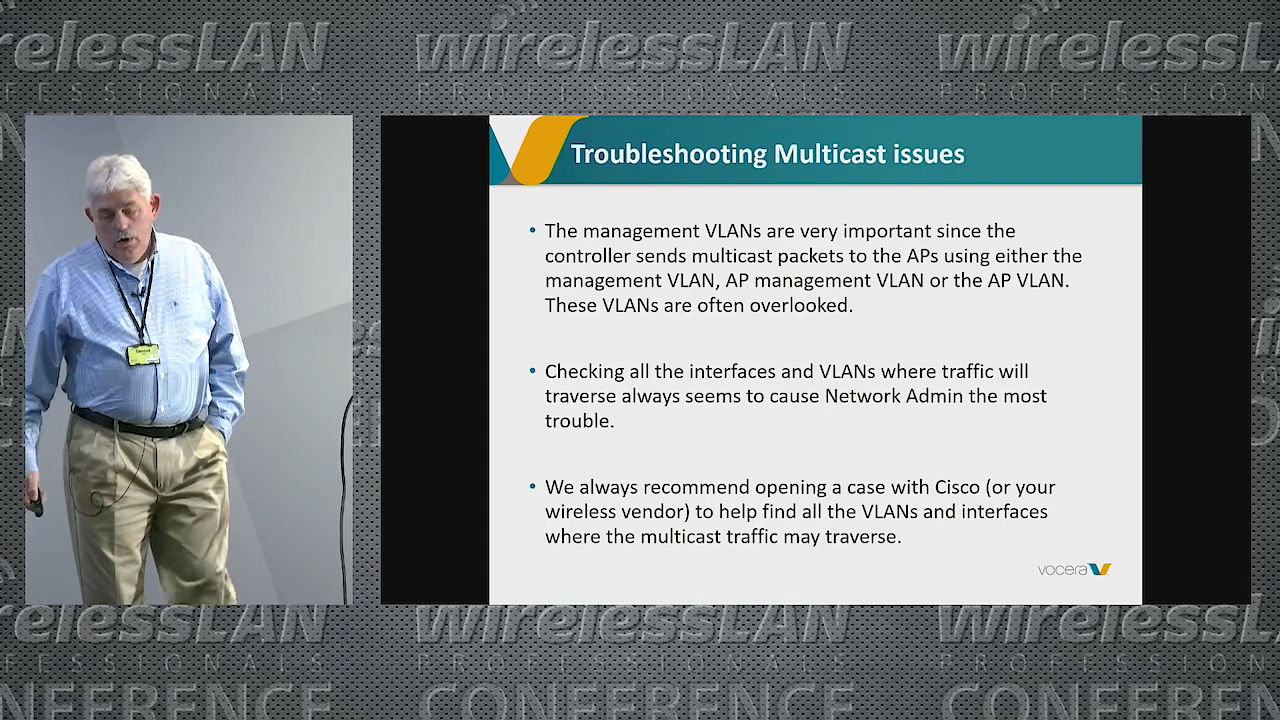 wirelessLAN
PROFESSIONALS
Troubleshooting Multicast issues
• The management VLANs are very important since the
controller sends multicast packets to the APs using either the
management VLAN, AP management VLAN or the AP VLAN.
These VLANs are often overlooked.
• Checking all the interfaces and VLANs where traffic will
traverse always seems to cause Network Admin the most
trouble.
• We always recommend opening a case with Cisco (or your
wireless vendor) to help find all the VLANs and interfaces
where the multicast traffic may traverse.
vocera
wirelessLAN
PROFESSIONALS
CONFERENCE